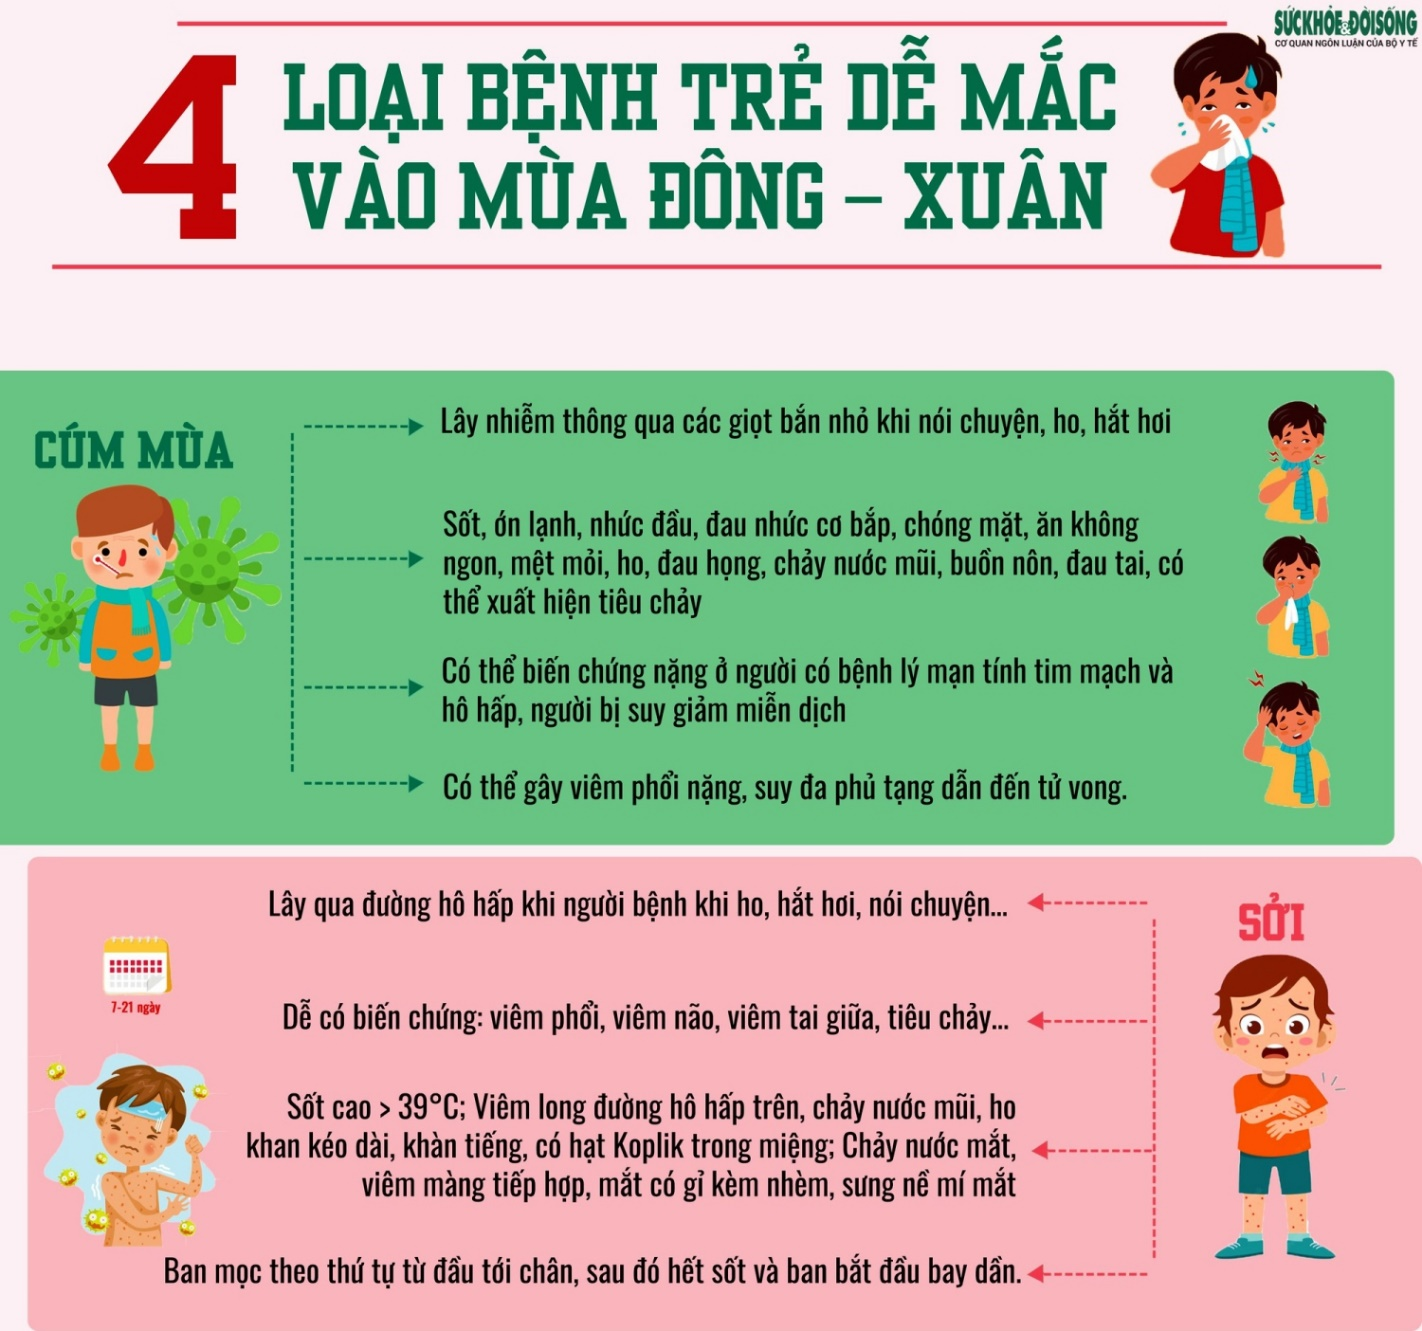 SỨCKHỎE&ĐỜISỐNG
CƠ QUAN NGÔN LUẬN CỦA BỘ Y TẾ
4
LOẠI BỆNH TRẺ DỄ MẮC
VÀO MÙA ĐÔNG – XUÂN
CÚM MÙA
Lây nhiễm thông qua các giọt bắn nhỏ khi nói chuyện, ho, hắt hơi
Sốt, ớn lạnh, nhức đầu, đau nhức cơ bắp, chóng mặt, ăn không
ngon, mệt mỏi, ho, đau họng, chảy nước mũi, buồn nôn, đau tai, có
thể xuất hiện tiêu chảy
Có thể biến chứng nặng ở người có bệnh lý mạn tính tim mạch và
hô hấp, người bị suy giảm miễn dịch
Có thể gây viêm phổi nặng, suy đa phủ tạng dẫn đến tử vong.
SỞI
Lây qua đường hô hấp khi người bệnh khi ho, hắt hơi, nói chuyện...
7-21 ngày
Dễ có biến chứng: viêm phổi, viêm não, viêm tai giữa, tiêu chảy...
Sốt cao > 39°C; Viêm long đường hô hấp trên, chảy nước mũi, ho
khan kéo dài, khàn tiếng, có hạt Koplik trong miệng; Chảy nước mắt,
viêm màng tiếp hợp, mắt có gỉ kèm nhèm, sưng nề mí mắt
Ban mọc theo thứ tự từ đầu tới chân, sau đó hết sốt và ban bắt đầu bay dần.